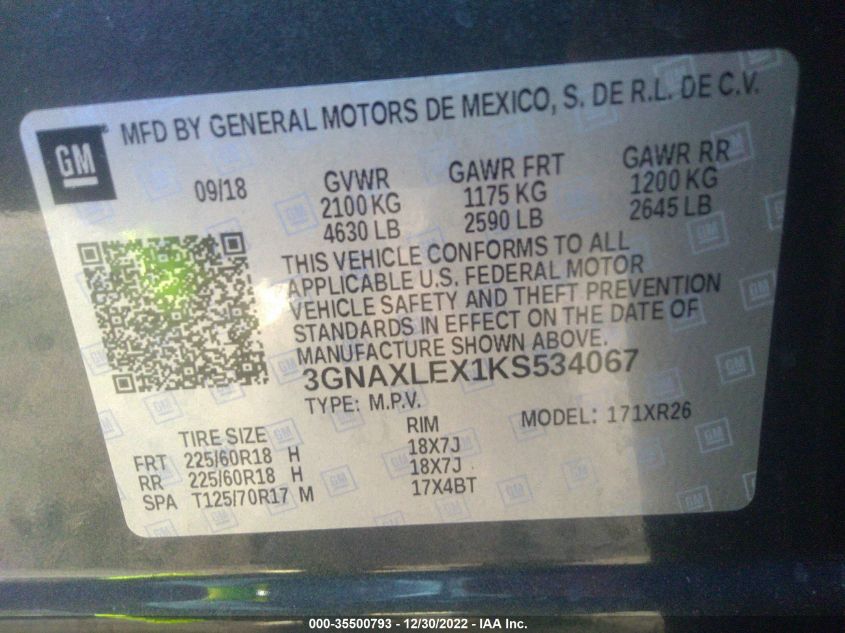 MFD BY GENERAL MOTORS DE MEXICO, S. DE R.L. DE C.V.
GM
09/18
GVWR GAWR FRT GAWR RR
2100 KG 1175 KG 1200 KG
4630 LB 2590 LB 2645 LB
THIS VEHICLE CONFORMS TO ALL
APPLICABLE U.S. FEDERAL MOTOR
VEHICLE SAFETY AND THEFT PREVENTION
STANDARDS IN EFFECT ON THE DATE OF
MANUFACTURE SHOWN ABOVE.
3GNAXLEX1KS534067
TYPE: M.P.V. MODEL: 171XR26
TIRE SIZE RIM
FRT 225/60R18 H 18X7J
RR 225/60R18 H 18X7J
SPA T125/70R17 M 17X4BT
000-35500793 - 12/30/2022 - IAA Inc.